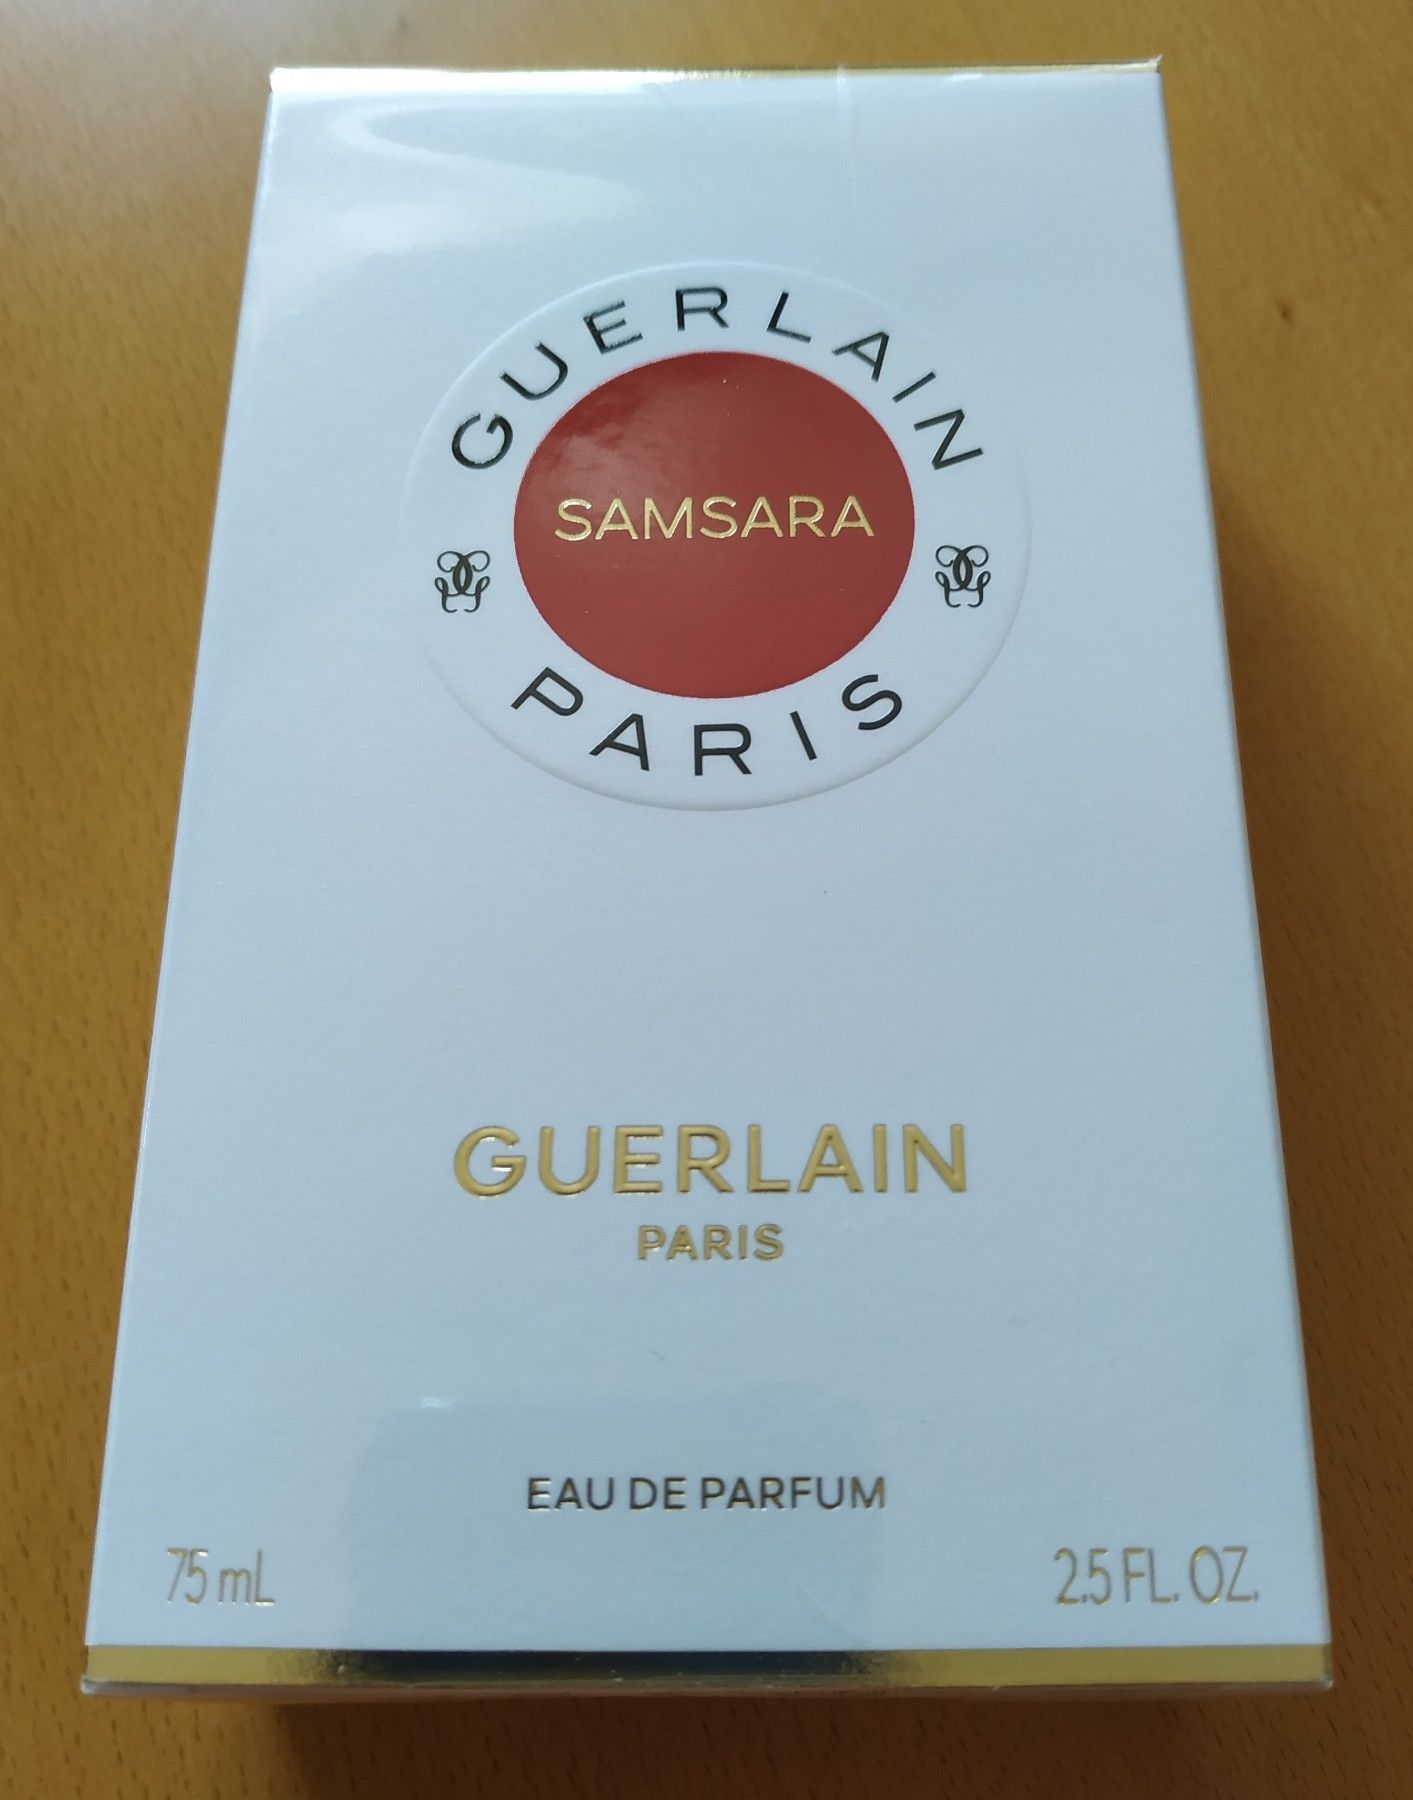 GUERLAIN
SAMSARA
PARIS
GUERLAIN
PARIS
EAU DE PARFUM
75 mL
2.5 FL. OZ.